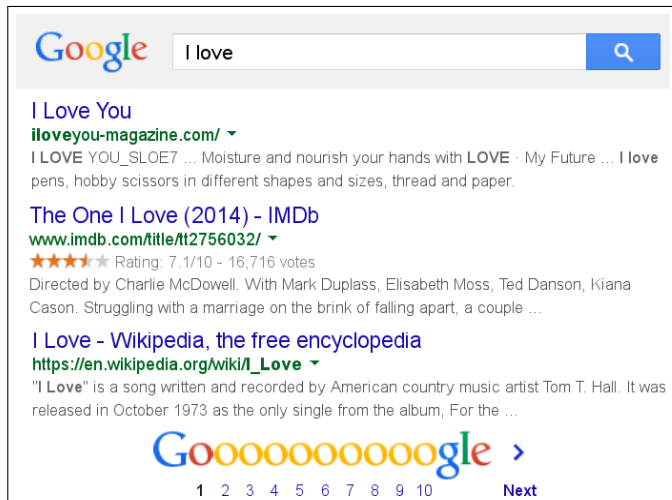 Google I love
I Love You
iloveyou-magazine.com/
I LOVE YOU_SLOE7 ... Moisture and nourish your hands with LOVE · My Future ... I love
pens, hobby scissors in different shapes and sizes, thread and paper.
The One I Love (2014) - IMDb
www.imdb.com/title/tt2756032/
Rating: 7.1/10 - 16,716 votes
Directed by Charlie McDowell. With Mark Duplass, Elisabeth Moss, Ted Danson, Kiana
Cason. Struggling with a marriage on the brink of falling apart, a couple ...
I Love - Wikipedia, the free encyclopedia
https://en.wikipedia.org/wiki/I_Love
"I Love" is a song written and recorded by American country music artist Tom T. Hall. It was
released in October 1973 as the only single from the album, For the ...
Goooooooooogle >
1 2 3 4 5 6 7 8 9 10 Next